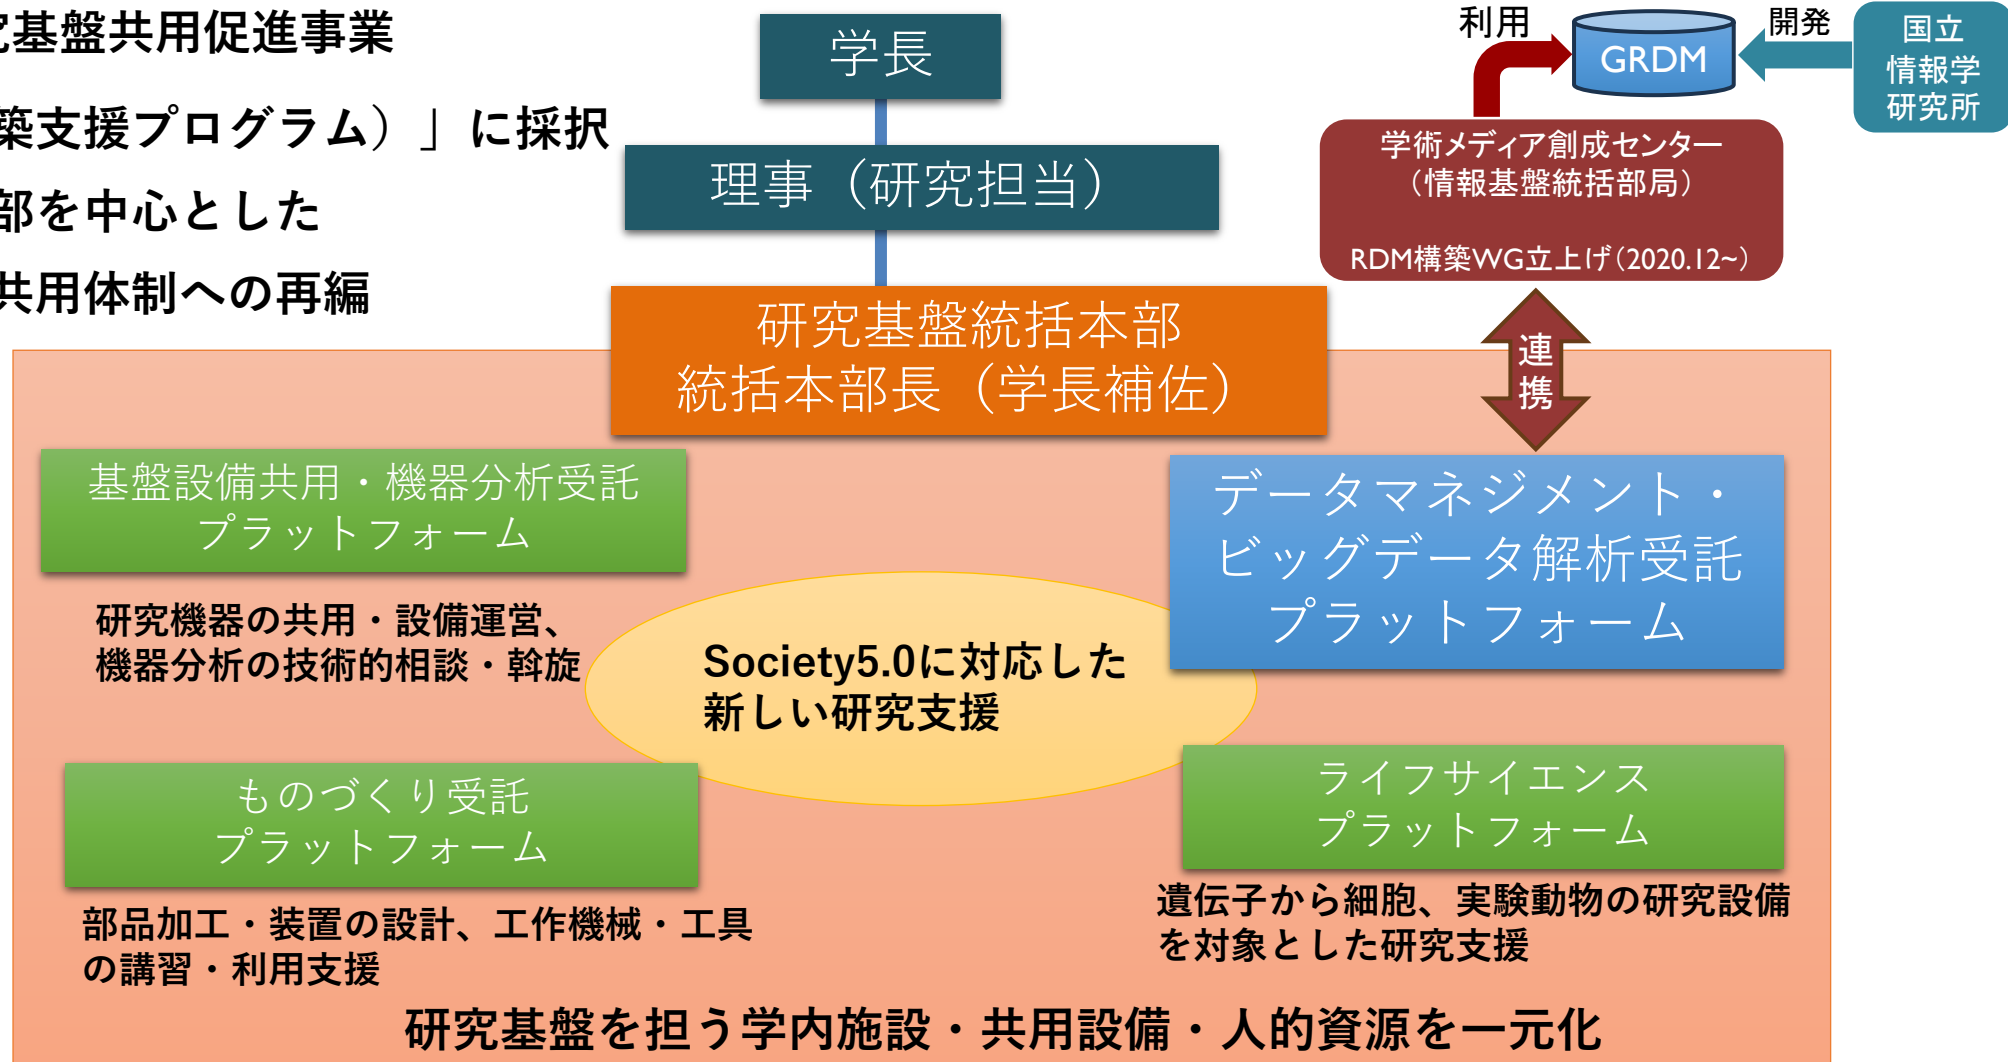 究基盤共用促進事業
築支援プログラム）」に採択
部を中心とした
共用体制への再編
学長
理事（研究担当）
研究基盤統括本部
統括本部長（学長補佐）
利用
GRDM
開発
国立
情報学
研究所
学術メディア創成センター
（情報基盤統括部局）
RDM構築WG立上げ（2020.12~）
連
携
基盤設備共用・機器分析受託
プラットフォーム
研究機器の共用・設備運営、
機器分析の技術的相談・斡旋
データマネジメント・
ビッグデータ解析受託
プラットフォーム
Society5.0に対応した
新しい研究支援
ものづくり受託
プラットフォーム
部品加工・装置の設計、工作機械・工具
の講習・利用支援
ライフサイエンス
プラットフォーム
遺伝子から細胞、実験動物の研究設備
を対象とした研究支援
研究基盤を担う学内施設・共用設備・人的資源を一元化